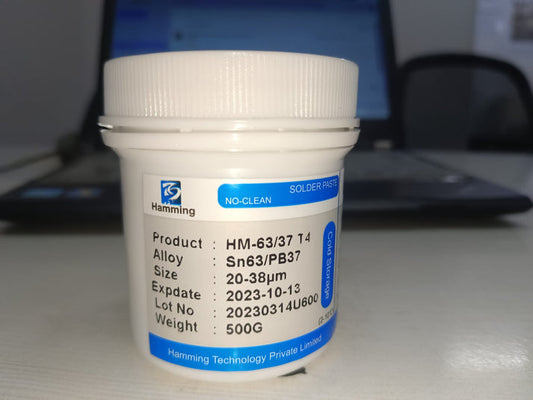 Hamming
SOLDER PASTE
NO-CLEAN
Product : HM-63/37 T4
Alloy : Sn63/PB37
Size : 20-38µm
Expdate : 2023-10-13
Lot No : 20230314U600
Weight : 500G
Cold Storage
Hamming Technology Private Limited